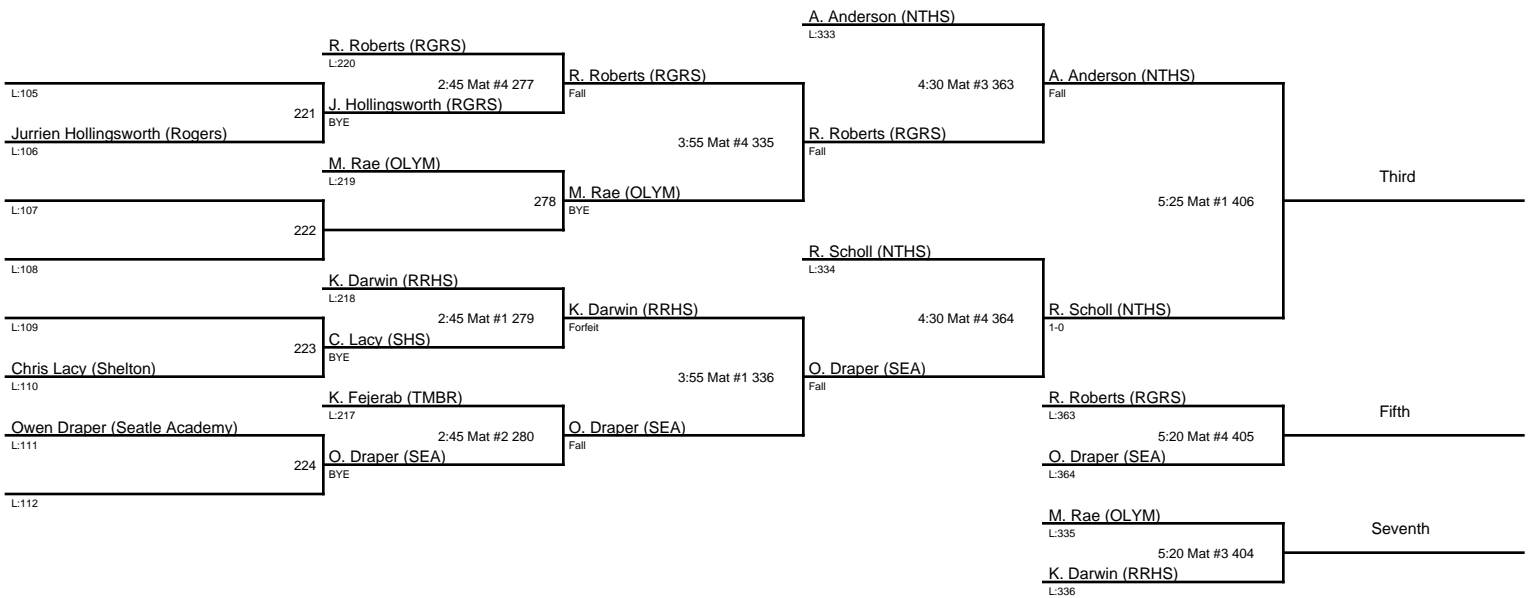 L:105
221
Jurrien Hollingsworth (Rogers)
L:106
L:107
222
L:108
L:109
223
Chris Lacy (Shelton)
L:110
Owen Draper (Seatle Academy)
L:111
224
L:112
R. Roberts (RGRS)
L:220
2:45 Mat #4 277
J. Hollingsworth (RGRS)
BYE
M. Rae (OLYM)
L:219
278
K. Darwin (RRHS)
L:218
2:45 Mat #1 279
C. Lacy (SHS)
BYE
K. Fejerab (TMBR)
L:217
2:45 Mat #2 280
O. Draper (SEA)
BYE
R. Roberts (RGRS)
Fall
3:55 Mat #4 335
M. Rae (OLYM)
BYE
K. Darwin (RRHS)
Forfeit
3:55 Mat #1 336
O. Draper (SEA)
Fall
A. Anderson (NTHS)
L:333
4:30 Mat #3 363
R. Roberts (RGRS)
Fall
R. Scholl (NTHS)
L:334
4:30 Mat #4 364
O. Draper (SEA)
Fall
A. Anderson (NTHS)
Fall
5:25 Mat #1 406
R. Scholl (NTHS)
1-0
Third
R. Roberts (RGRS)
L:363
5:20 Mat #4 405
O. Draper (SEA)
L:364
Fifth
M. Rae (OLYM)
L:335
5:20 Mat #3 404
K. Darwin (RRHS)
L:336
Seventh